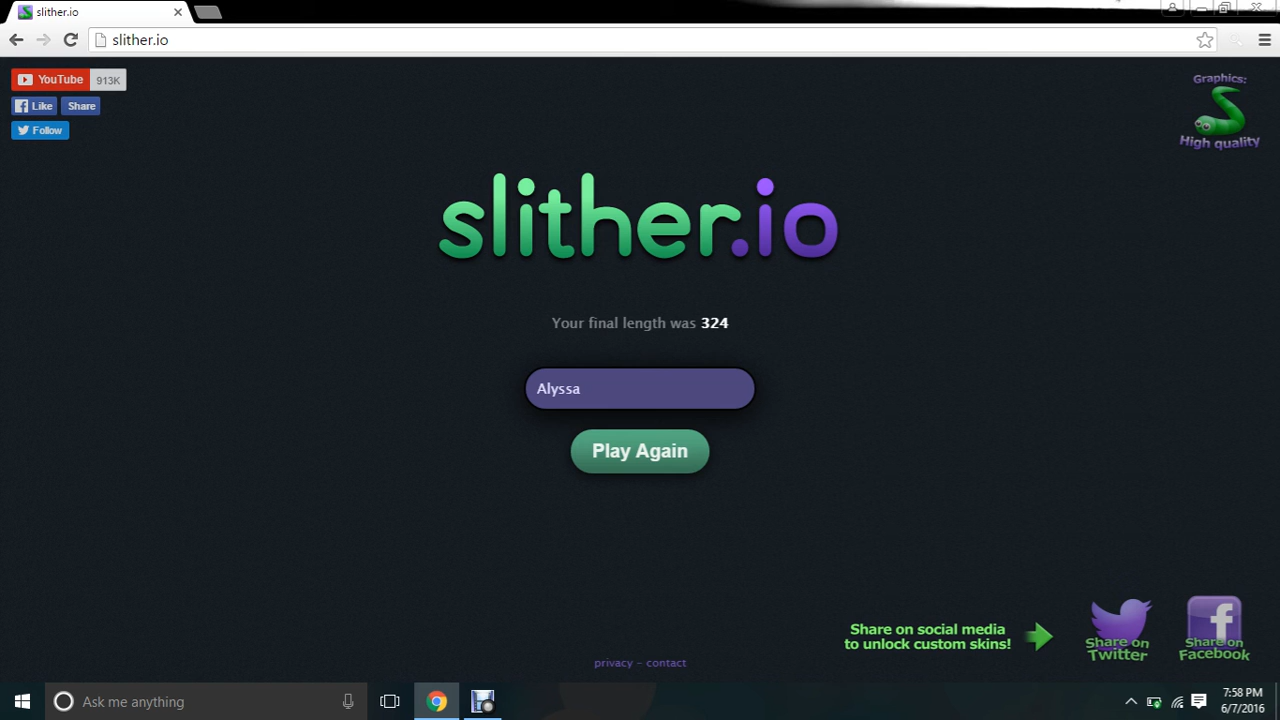 slither.io
slither.io
YouTube 913K
Like Share
Follow
Graphics:
High quality
slither.io
Your final length was 324
Alyssa
Play Again
Share on social media
to unlock custom skins!
Share on
Twitter
Share on
Facebook
privacy - contact
Ask me anything
7:58 PM
6/7/2016